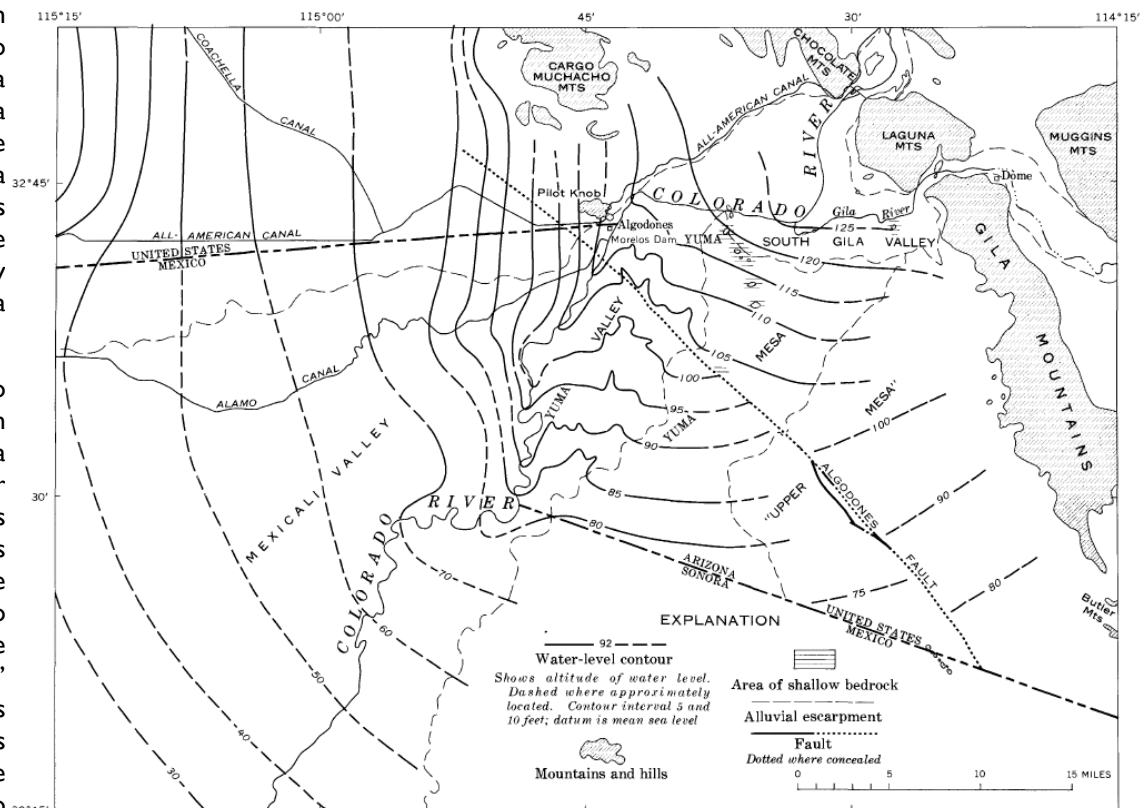 115°15'
115°00'
45'
30'
114°15'
COACHELLA
CANAL
CARGO
MUCHACHO
MTS
CHOCOLATE
MTS
ALL-AMERICAN CANAL
RIVER
LAGUNA
MTS
MUGGINS
MTS
32°45'
Pilot Knob
COLORADO
Dome
Gila River
Algodones
125
ALL-AMERICAN CANAL
UNITED STATES
MEXICO
Morelos Dam
YUMA
SOUTH GILA VALLEY
120
115
110
GILA
MOUNTAINS
VALLEY
MESA
105
100
CANAL
ALAMO
95
YUMA
YUMA
90
MESA"
100
MEXICALI VALLEY
30'
RIVER
85
"UPPER
ALGODONES
FAULT
90
COLORADO
80
ARIZONA
SONORA
70
75
80
UNITED STATES
MEXICO
Butler
Mts
60
50
40
30
EXPLANATION
92
Water-level contour
Shows altitude of water level.
Dashed where approximately
located. Contour interval 5 and
10 feet; datum is mean sea level
Mountains and hills
Area of shallow bedrock
Alluvial escarpment
Fault
Dotted where concealed
0 5 10 15 MILES